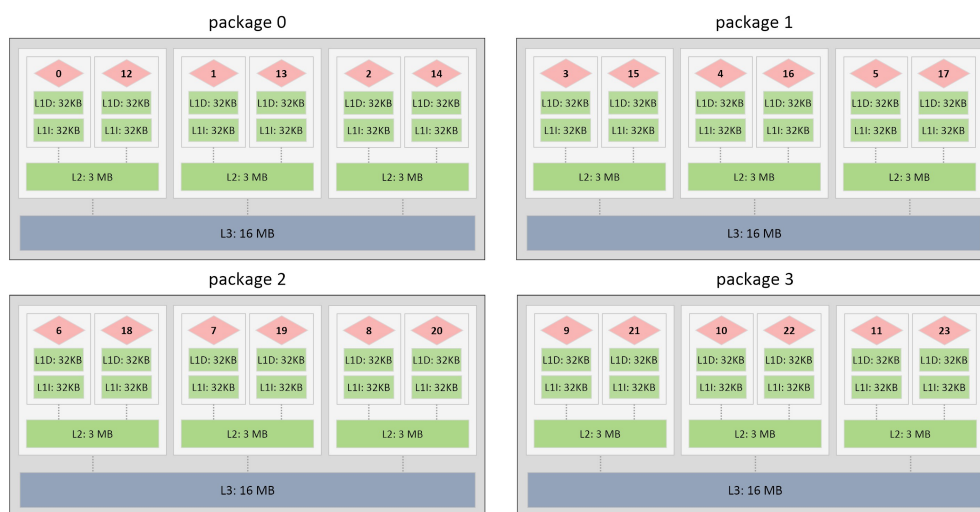 package 0
0 12 1 13 2 14
L1D: 32KB L1D: 32KB L1D: 32KB L1D: 32KB L1D: 32KB L1D: 32KB
L1I: 32KB L1I: 32KB L1I: 32KB L1I: 32KB L1I: 32KB L1I: 32KB
L2: 3 MB L2: 3 MB L2: 3 MB
L3: 16 MB
package 1
3 15 4 16 5 17
L1D: 32KB L1D: 32KB L1D: 32KB L1D: 32KB L1D: 32KB L1D: 32KB
L1I: 32KB L1I: 32KB L1I: 32KB L1I: 32KB L1I: 32KB L1I: 32KB
L2: 3 MB L2: 3 MB L2: 3 MB
L3: 16 MB
package 2
6 18 7 19 8 20
L1D: 32KB L1D: 32KB L1D: 32KB L1D: 32KB L1D: 32KB L1D: 32KB
L1I: 32KB L1I: 32KB L1I: 32KB L1I: 32KB L1I: 32KB L1I: 32KB
L2: 3 MB L2: 3 MB L2: 3 MB
L3: 16 MB
package 3
9 21 10 22 11 23
L1D: 32KB L1D: 32KB L1D: 32KB L1D: 32KB L1D: 32KB L1D: 32KB
L1I: 32KB L1I: 32KB L1I: 32KB L1I: 32KB L1I: 32KB L1I: 32KB
L2: 3 MB L2: 3 MB L2: 3 MB
L3: 16 MB